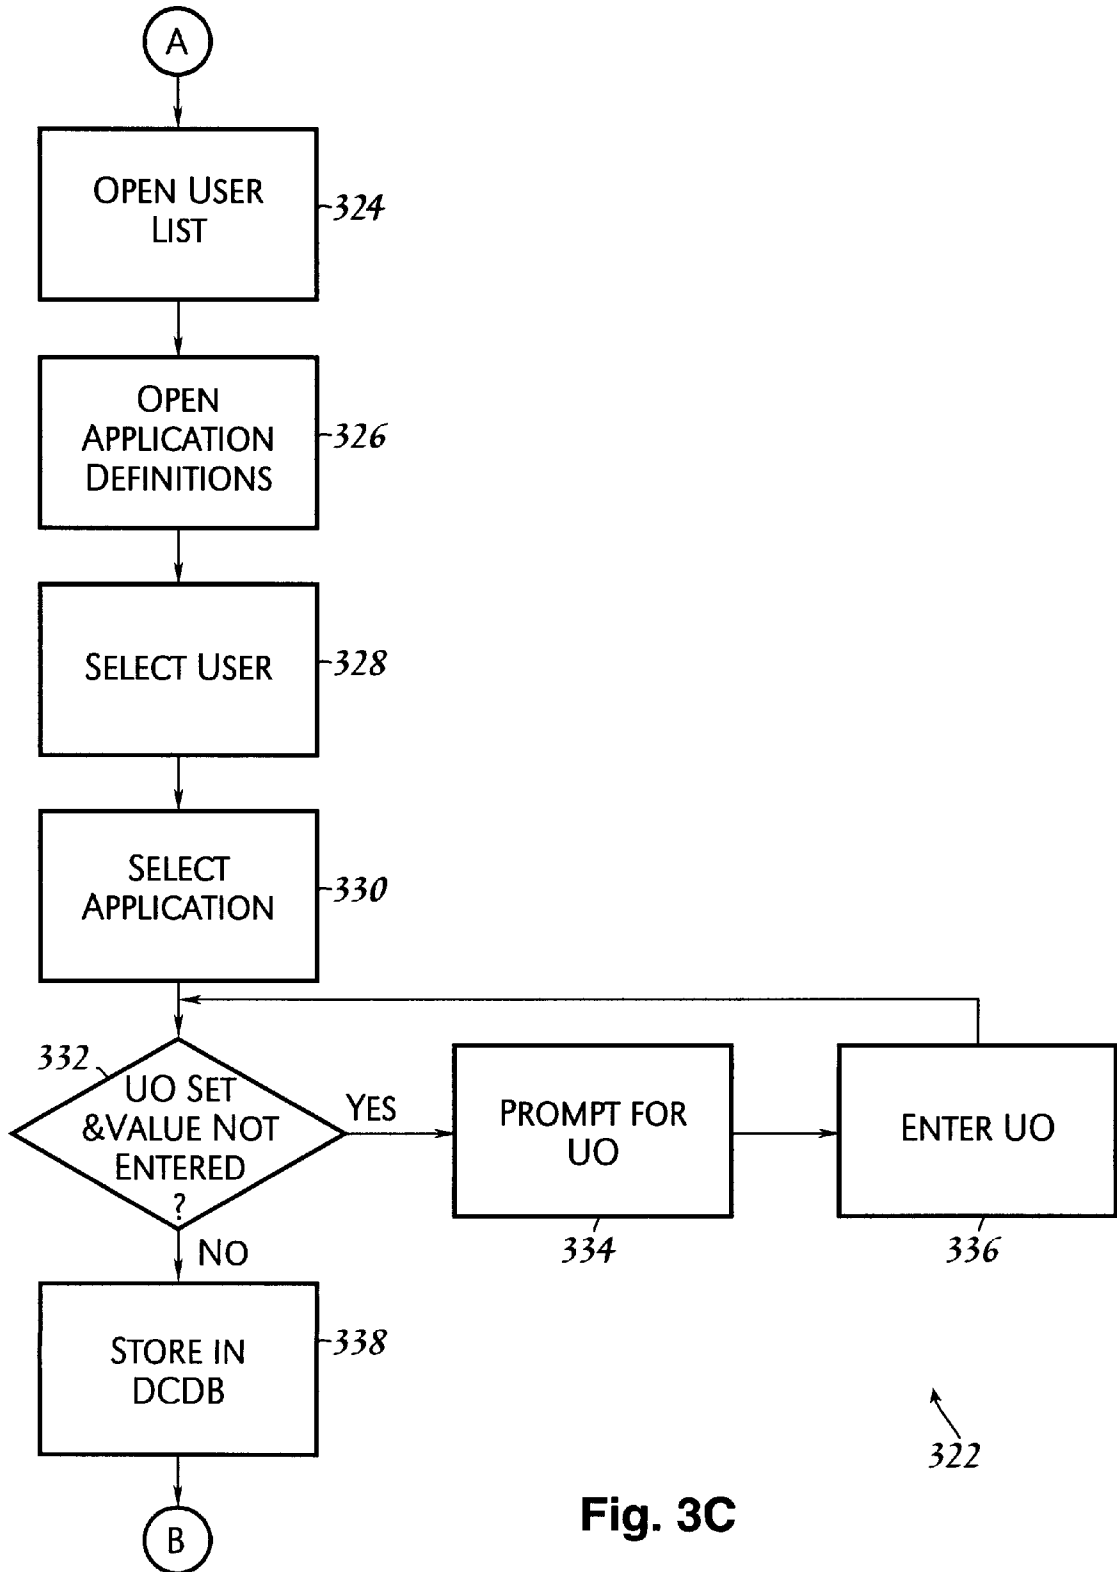 A
OPEN USER
LIST
324
OPEN
APPLICATION
DEFINITIONS
326
SELECT USER
328
SELECT
APPLICATION
330
332
UO SET
&VALUE NOT
ENTERED
?
YES
PROMPT FOR
UO
334
ENTER UO
336
NO
STORE IN
DCDB
338
322
B
Fig. 3C